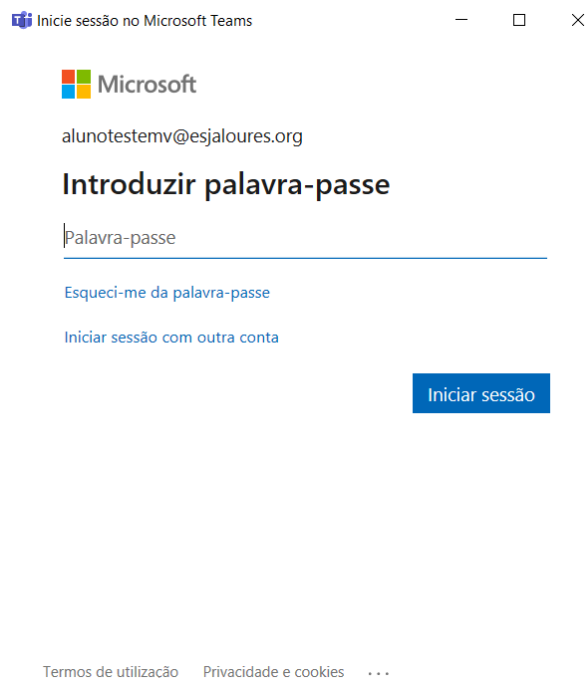 Inicie sessão no Microsoft Teams
Microsoft
alunotestemv@esjaloures.org
Introduzir palavra-passe
Palavra-passe
Esqueci-me da palavra-passe
Iniciar sessão com outra conta
Iniciar sessão
Termos de utilização Privacidade e cookies ...